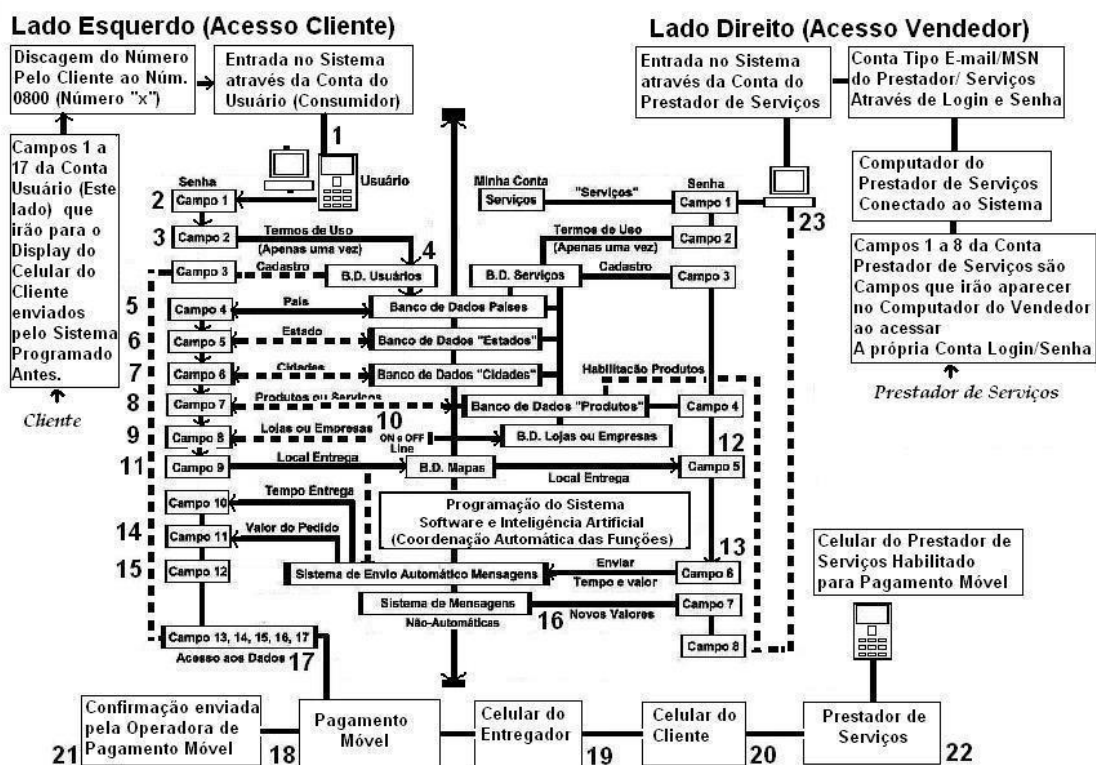 Lado Esquerdo (Acesso Cliente)
Lado Direito (Acesso Vendedor)
Discagem do Número
Pelo Cliente ao Núm.
0800 (Número "x")
Entrada no Sistema
através da Conta do
Usuário (Consumidor)
Entrada no Sistema
através da Conta do
Prestador de Serviços
Conta Tipo E-mail/MSN
do Prestador/ Serviços
Através de Login e Senha
Campos 1 a
17 da Conta
Usuário (Este
lado) que
irão para o
Display do
Celular do
Cliente
enviados
pelo Sistema
Programado
Antes.
Cliente
Computador do
Prestador de Serviços
Conectado ao Sistema
Campos 1 a 8 da Conta
Prestador de Serviços são
Campos que irão aparecer
no Computador do Vendedor
ao acessar
A própria Conta Login/Senha
Prestador de Serviços
1
Usuário
Senha
2
Campo 1
3
Campo 2
Termos de Uso
(Apenas uma vez)
4
Campo 3
Cadastro
B.D. Usuários
5
Campo 4
País
Banco de Dados Países
6
Campo 5
Estado
Banco de Dados "Estados"
7
Campo 6
Cidades
Banco de Dados "Cidades"
8
Campo 7
Produtos ou Serviços
Banco de Dados "Produtos"
9
Campo 8
Lojas ou Empresas
10
ON e OFF
Line
B.D. Lojas ou Empresas
11
Campo 9
Local Entrega
B.D. Mapas
Local Entrega
Campo 10
Tempo Entrega
14
Campo 11
Valor do Pedido
15
Campo 12
Minha Conta
Serviços
"Serviços"
Senha
Campo 1
23
Termos de Uso
(Apenas uma vez)
Campo 2
B.D. Serviços
Cadastro
Campo 3
Habilitacão Produtos
Campo 4
12
Campo 5
Programação do Sistema
Software e Inteligência Artificial
(Coordenação Automática das Funções)
13
Sistema de Envio Automático Mensagens
Enviar
Tempo e valor
Campo 6
Sistema de Mensagens
Não-Automáticas
16
Novos Valores
Campo 7
Campo 8
Campo 13, 14, 15, 16, 17
Acesso aos Dados
17
Celular do Prestador de
Serviços Habilitado
para Pagamento Móvel
Confirmação enviada
pela Operadora de
Pagamento Móvel
21
Pagamento
Móvel
18
Celular do
Entregador
19
Celular do
Cliente
20
Prestador de
Serviços
22